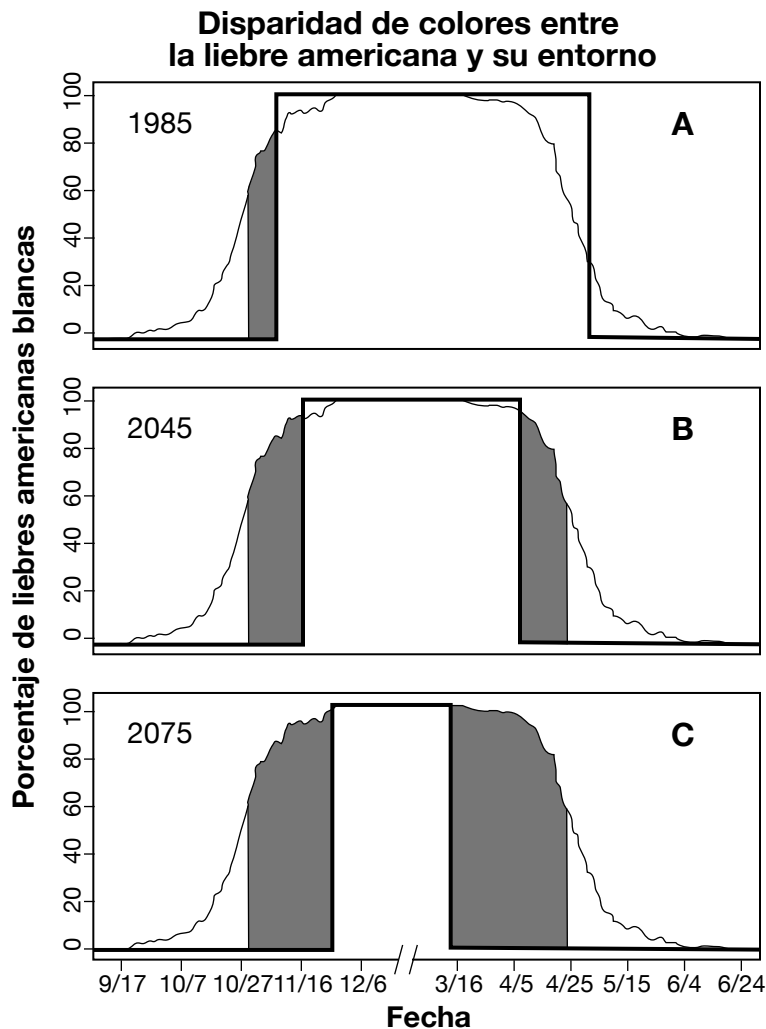 Disparidad de colores entre
la liebre americana y su entorno
Porcentaje de liebres americanas blancas
100
80
60
40
20
0
1985
A
100
80
60
40
20
0
2045
B
100
80
60
40
20
0
2075
C
9/17 10/7 10/27 11/16 12/6 3/16 4/5 4/25 5/15 6/4 6/24
Fecha